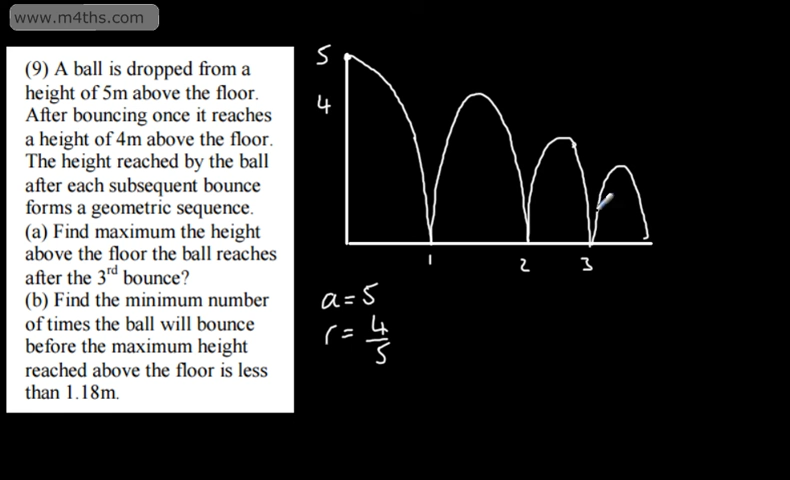 www.m4ths.com
(9) A ball is dropped from a
height of 5m above the floor.
After bouncing once it reaches
a height of 4m above the floor.
The height reached by the ball
after each subsequent bounce
forms a geometric sequence.
(a) Find maximum the height
above the floor the ball reaches
after the 3rd bounce?
(b) Find the minimum number
of times the ball will bounce
before the maximum height
reached above the floor is less
than 1.18m.
5
4
1 2 3
a = 5
r = 4/5